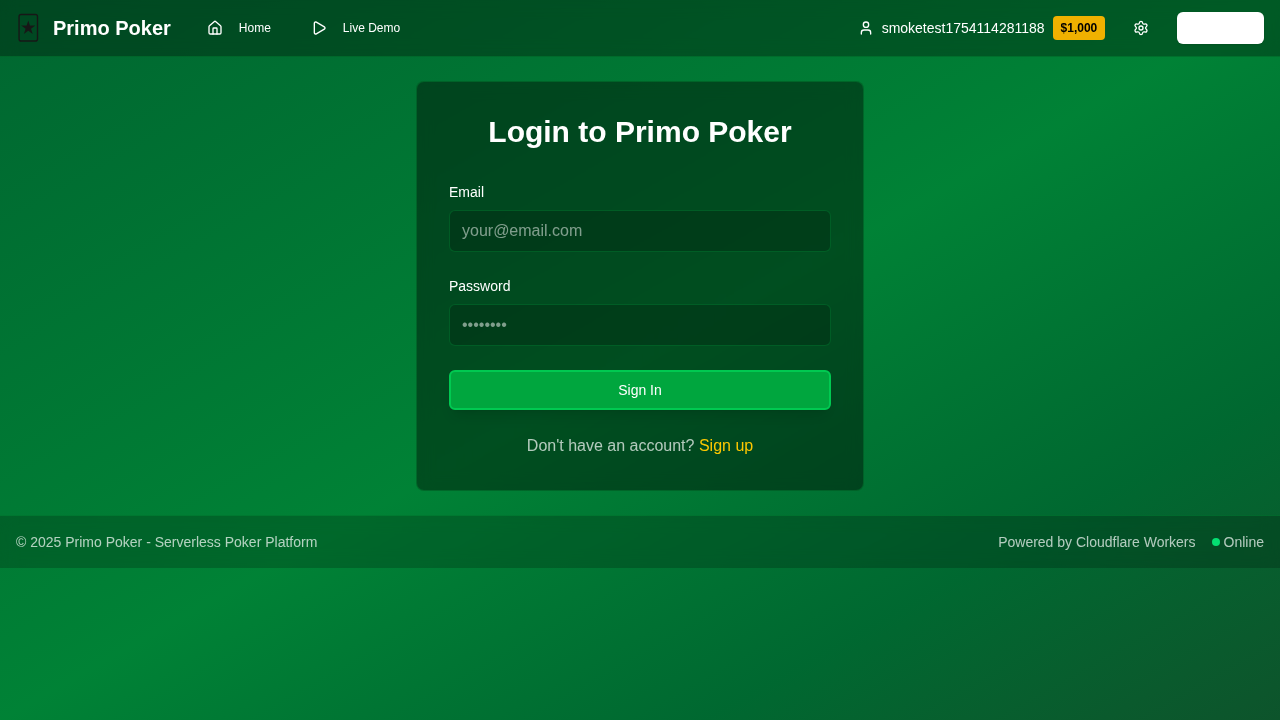 Primo Poker
Home
Live Demo
smoketest1754114281188
$1,000
Login to Primo Poker
Email
your@email.com
Password
••••••••
Sign In
Don't have an account? Sign up
© 2025 Primo Poker - Serverless Poker Platform
Powered by Cloudflare Workers
Online